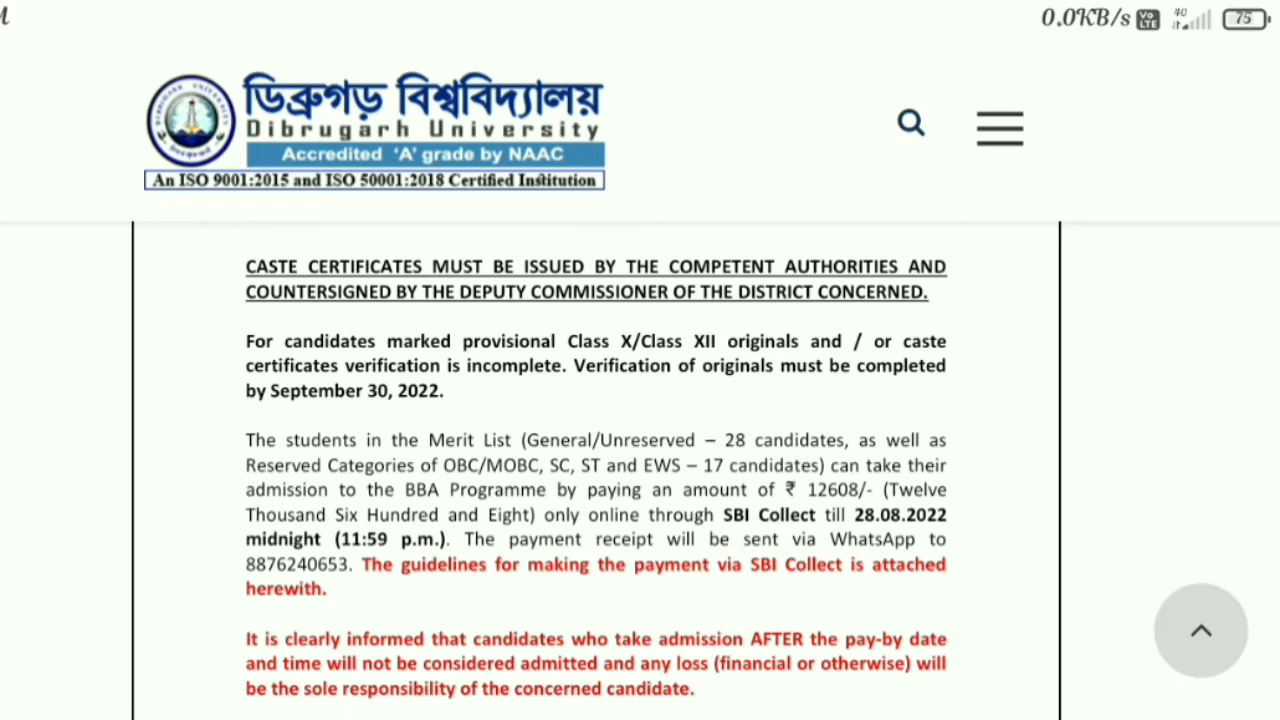 0.0KB/s Vo LTE 4G 75
ডিব্ৰুগড় বিশ্ববিদ্যালয়
Dibrugarh University
Accredited ‘A’ grade by NAAC
An ISO 9001:2015 and ISO 50001:2018 Certified Institution
CASTE CERTIFICATES MUST BE ISSUED BY THE COMPETENT AUTHORITIES AND
COUNTERSIGNED BY THE DEPUTY COMMISSIONER OF THE DISTRICT CONCERNED.
For candidates marked provisional Class X/Class XII originals and / or caste
certificates verification is incomplete. Verification of originals must be completed
by September 30, 2022.
The students in the Merit List (General/Unreserved – 28 candidates, as well as
Reserved Categories of OBC/MOBC, SC, ST and EWS – 17 candidates) can take their
admission to the BBA Programme by paying an amount of ₹ 12608/- (Twelve
Thousand Six Hundred and Eight) only online through SBI Collect till 28.08.2022
midnight (11:59 p.m.). The payment receipt will be sent via WhatsApp to
8876240653. The guidelines for making the payment via SBI Collect is attached
herewith.
It is clearly informed that candidates who take admission AFTER the pay-by date
and time will not be considered admitted and any loss (financial or otherwise) will
be the sole responsibility of the concerned candidate.